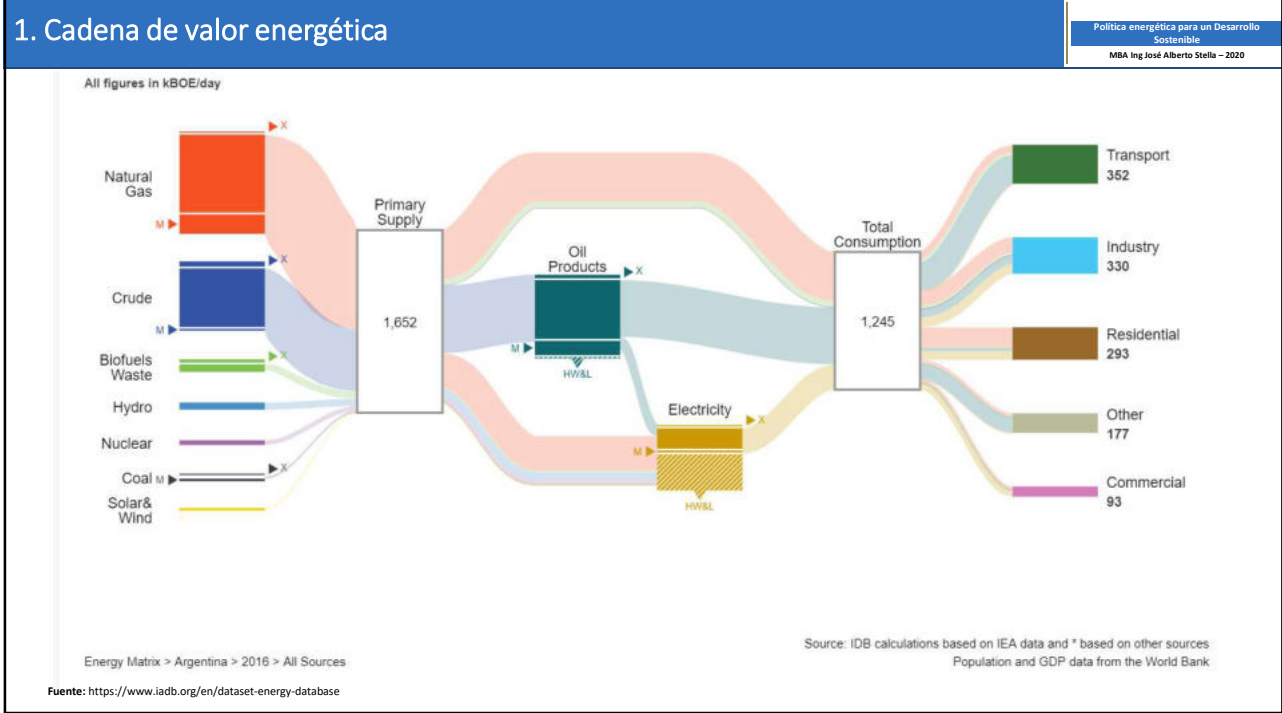 1. Cadena de valor energética
Política energética para un Desarrollo
Sostenible
MBA Ing José Alberto Stella – 2020
All figures in kBOE/day
Natural
Gas
X
M
Crude
X
M
Biofuels
Waste
X
Hydro
Nuclear
Coal
M
X
Solar&
Wind
Primary
Supply
1,652
Oil
Products
X
M
HW&L
Electricity
X
M
HW&L
Total
Consumption
1,245
Transport
352
Industry
330
Residential
293
Other
177
Commercial
93
Source: IDB calculations based on IEA data and * based on other sources
Population and GDP data from the World Bank
Energy Matrix > Argentina > 2016 > All Sources
Fuente: https://www.iadb.org/en/dataset-energy-database